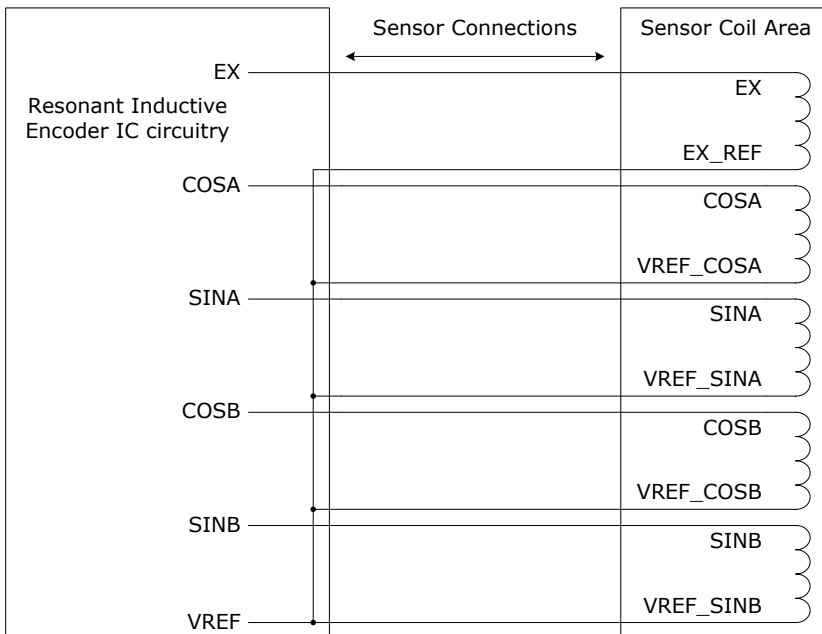 Sensor Connections
Sensor Coil Area
EX
EX
Resonant Inductive
Encoder IC circuitry
EX_REF
COSA
COSA
VREF_COSA
SINA
SINA
VREF_SINA
COSB
COSB
VREF_COSB
SINB
SINB
VREF_SINB
VREF